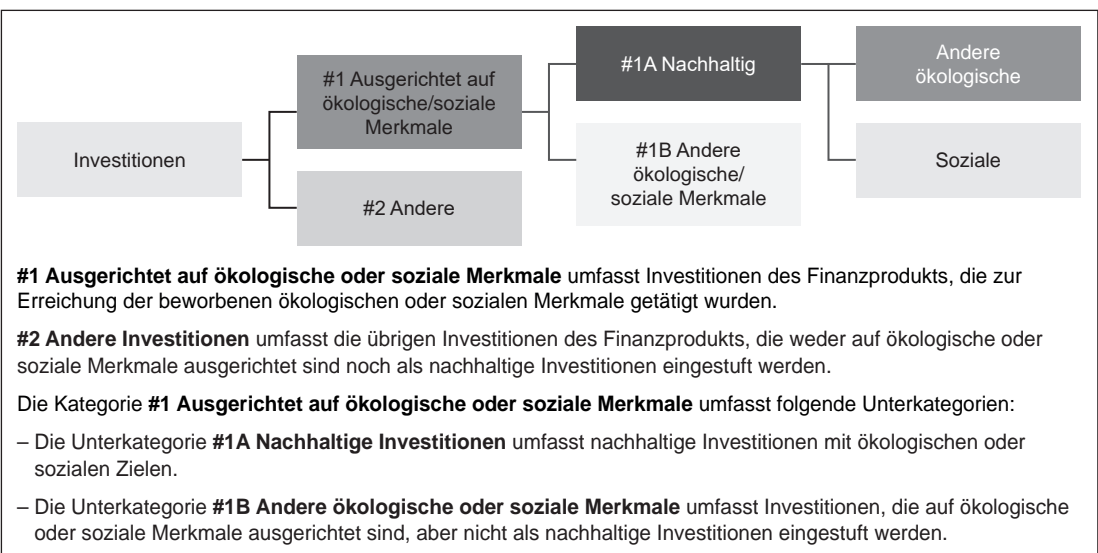 Investitionen
#1 Ausgerichtet auf
ökologische/soziale
Merkmale
#2 Andere
#1A Nachhaltig
#1B Andere
ökologische/
soziale Merkmale
Andere
ökologische
Soziale
#1 Ausgerichtet auf ökologische oder soziale Merkmale umfasst Investitionen des Finanzprodukts, die zur
Erreichung der beworbenen ökologischen oder sozialen Merkmale getätigt wurden.
#2 Andere Investitionen umfasst die übrigen Investitionen des Finanzprodukts, die weder auf ökologische oder
soziale Merkmale ausgerichtet sind noch als nachhaltige Investitionen eingestuft werden.
Die Kategorie #1 Ausgerichtet auf ökologische oder soziale Merkmale umfasst folgende Unterkategorien:
– Die Unterkategorie #1A Nachhaltige Investitionen umfasst nachhaltige Investitionen mit ökologischen oder
sozialen Zielen.
– Die Unterkategorie #1B Andere ökologische oder soziale Merkmale umfasst Investitionen, die auf ökologische
oder soziale Merkmale ausgerichtet sind, aber nicht als nachhaltige Investitionen eingestuft werden.